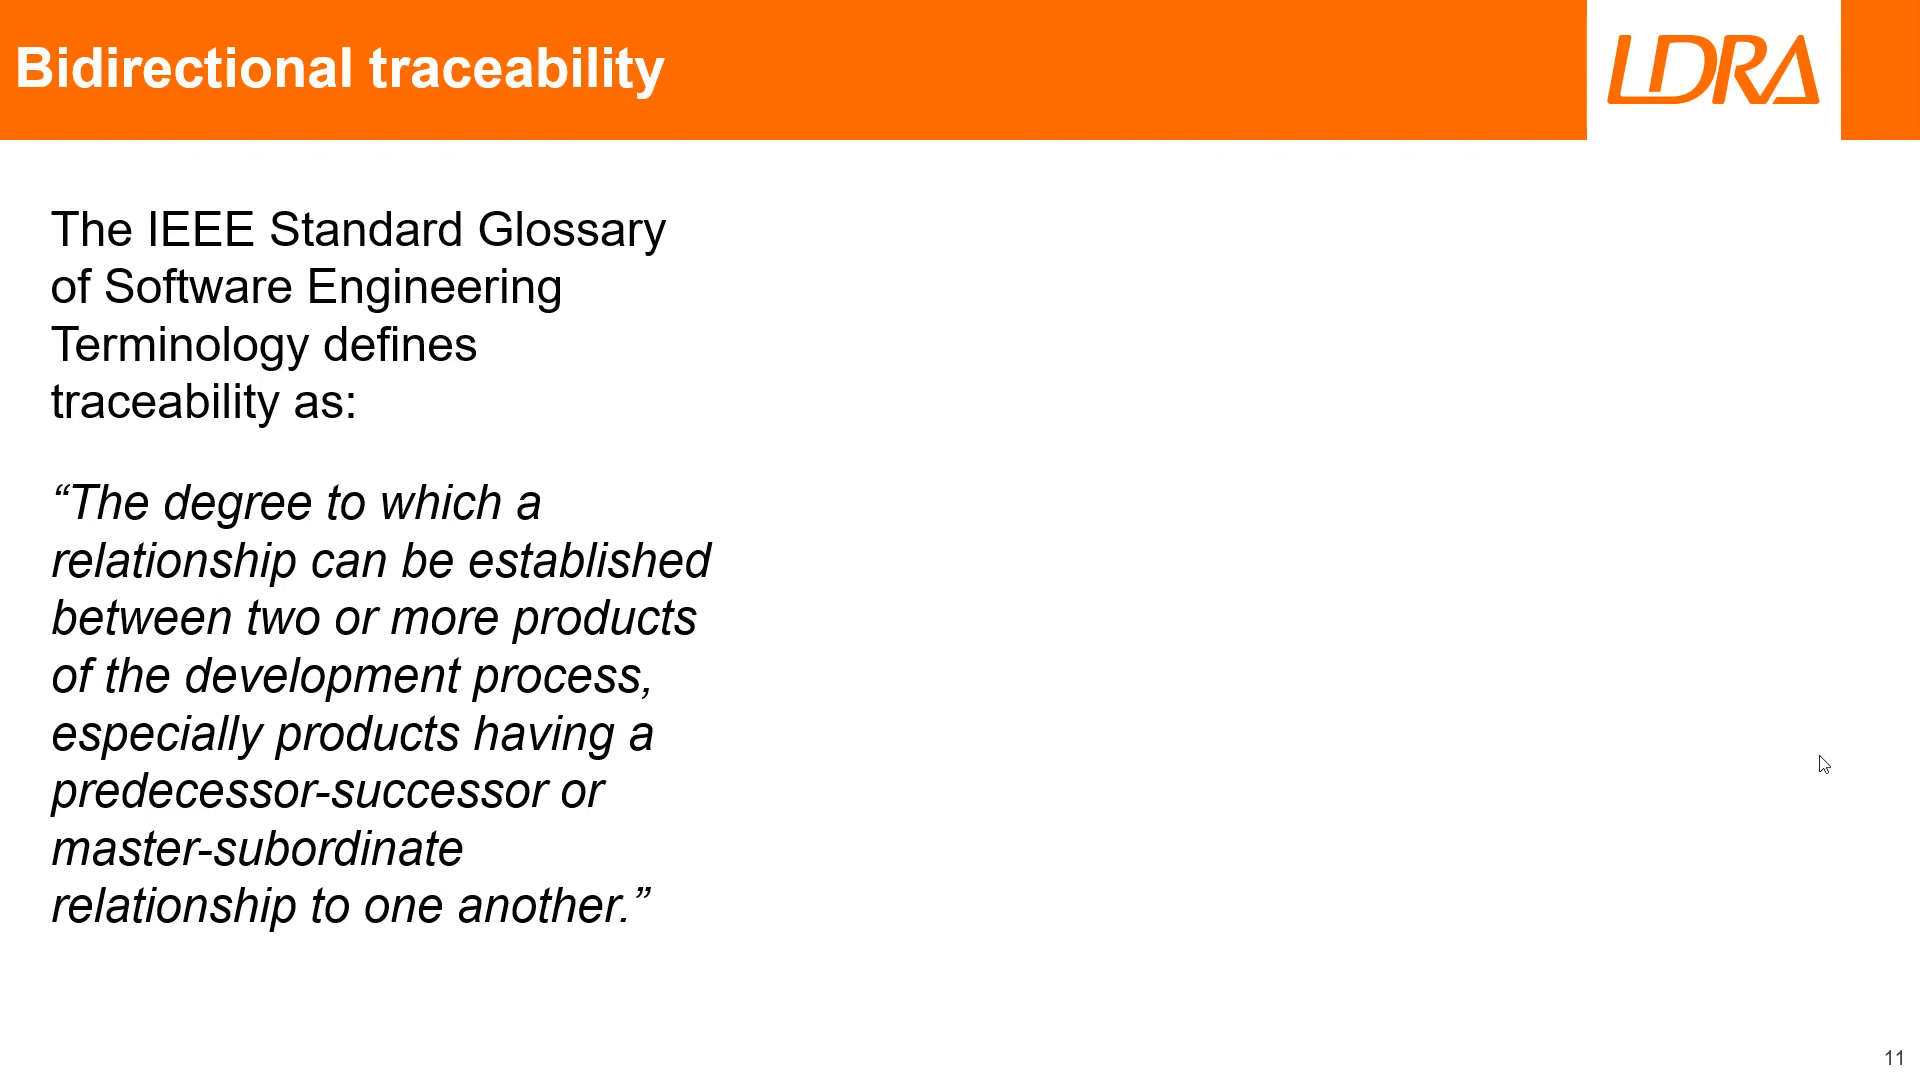 Bidirectional traceability
LDRA
The IEEE Standard Glossary
of Software Engineering
Terminology defines
traceability as:
“The degree to which a
relationship can be established
between two or more products
of the development process,
especially products having a
predecessor-successor or
master-subordinate
relationship to one another.”
11